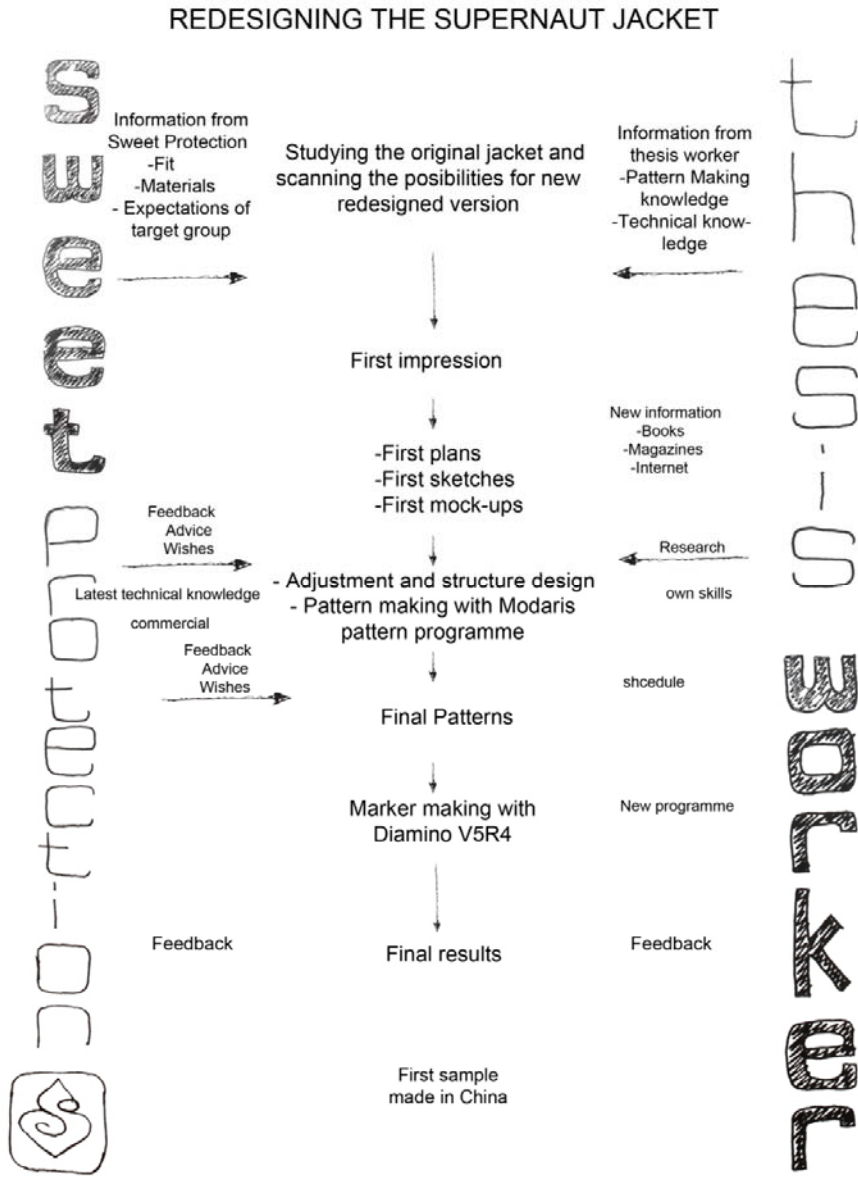 REDESIGNING THE SUPERNAUT JACKET
sweet protection
Information from
Sweet Protection
-Fit
-Materials
- Expectations of
target group
Studying the original jacket and
scanning the posibilities for new
redesigned version
Information from
thesis worker
-Pattern Making
knowledge
-Technical know-
ledge
First impression
-First plans
-First sketches
-First mock-ups
New information
-Books
-Magazines
-Internet
Feedback
Advice
Wishes
Research
- Adjustment and structure design
- Pattern making with Modaris
pattern programme
Latest technical knowledge
commercial
own skills
Feedback
Advice
Wishes
shcedule
Final Patterns
Marker making with
Diamino V5R4
New programme
Feedback
Final results
Feedback
First sample
made in China
thesis worker